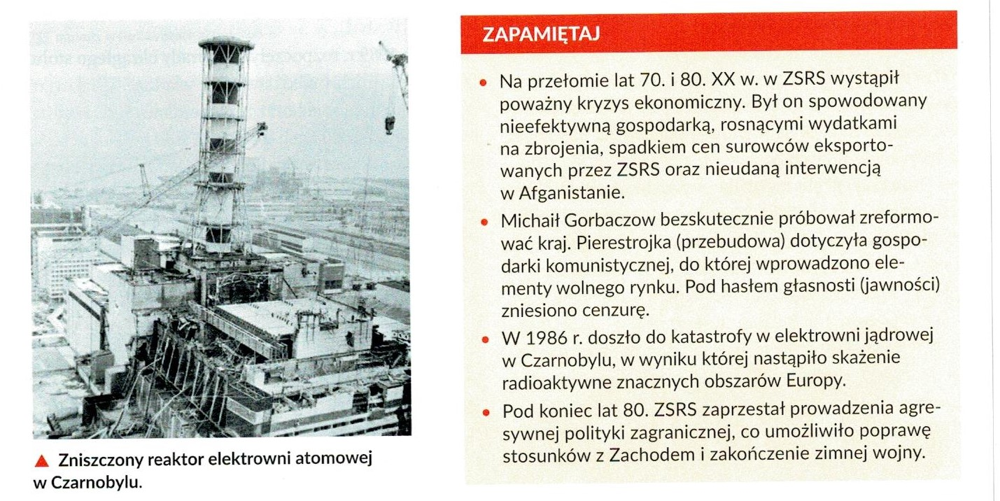 Zniszczony reaktor elektrowni atomowej
w Czarnobylu.
ZAPAMIĘTAJ
• Na przełomie lat 70. i 80. XX w. w ZSRS wystąpił
poważny kryzys ekonomiczny. Był on spowodowany
nieefektywną gospodarką, rosnącymi wydatkami
na zbrojenia, spadkiem cen surowców eksporto-
wanych przez ZSRS oraz nieudaną interwencją
w Afganistanie.
• Michaił Gorbaczow bezskutecznie próbował zreformo-
wać kraj. Pierestrojka (przebudowa) dotyczyła gospo-
darki komunistycznej, do której wprowadzono ele-
menty wolnego rynku. Pod hasłem głasnosti (jawności)
zniesiono cenzurę.
• W 1986 r. doszło do katastrofy w elektrowni jądrowej
w Czarnobylu, w wyniku której nastąpiło skażenie
radioaktywne znacznych obszarów Europy.
• Pod koniec lat 80. ZSRS zaprzestał prowadzenia agre-
sywnej polityki zagranicznej, co umożliwiło poprawę
stosunków z Zachodem i zakończenie zimnej wojny.